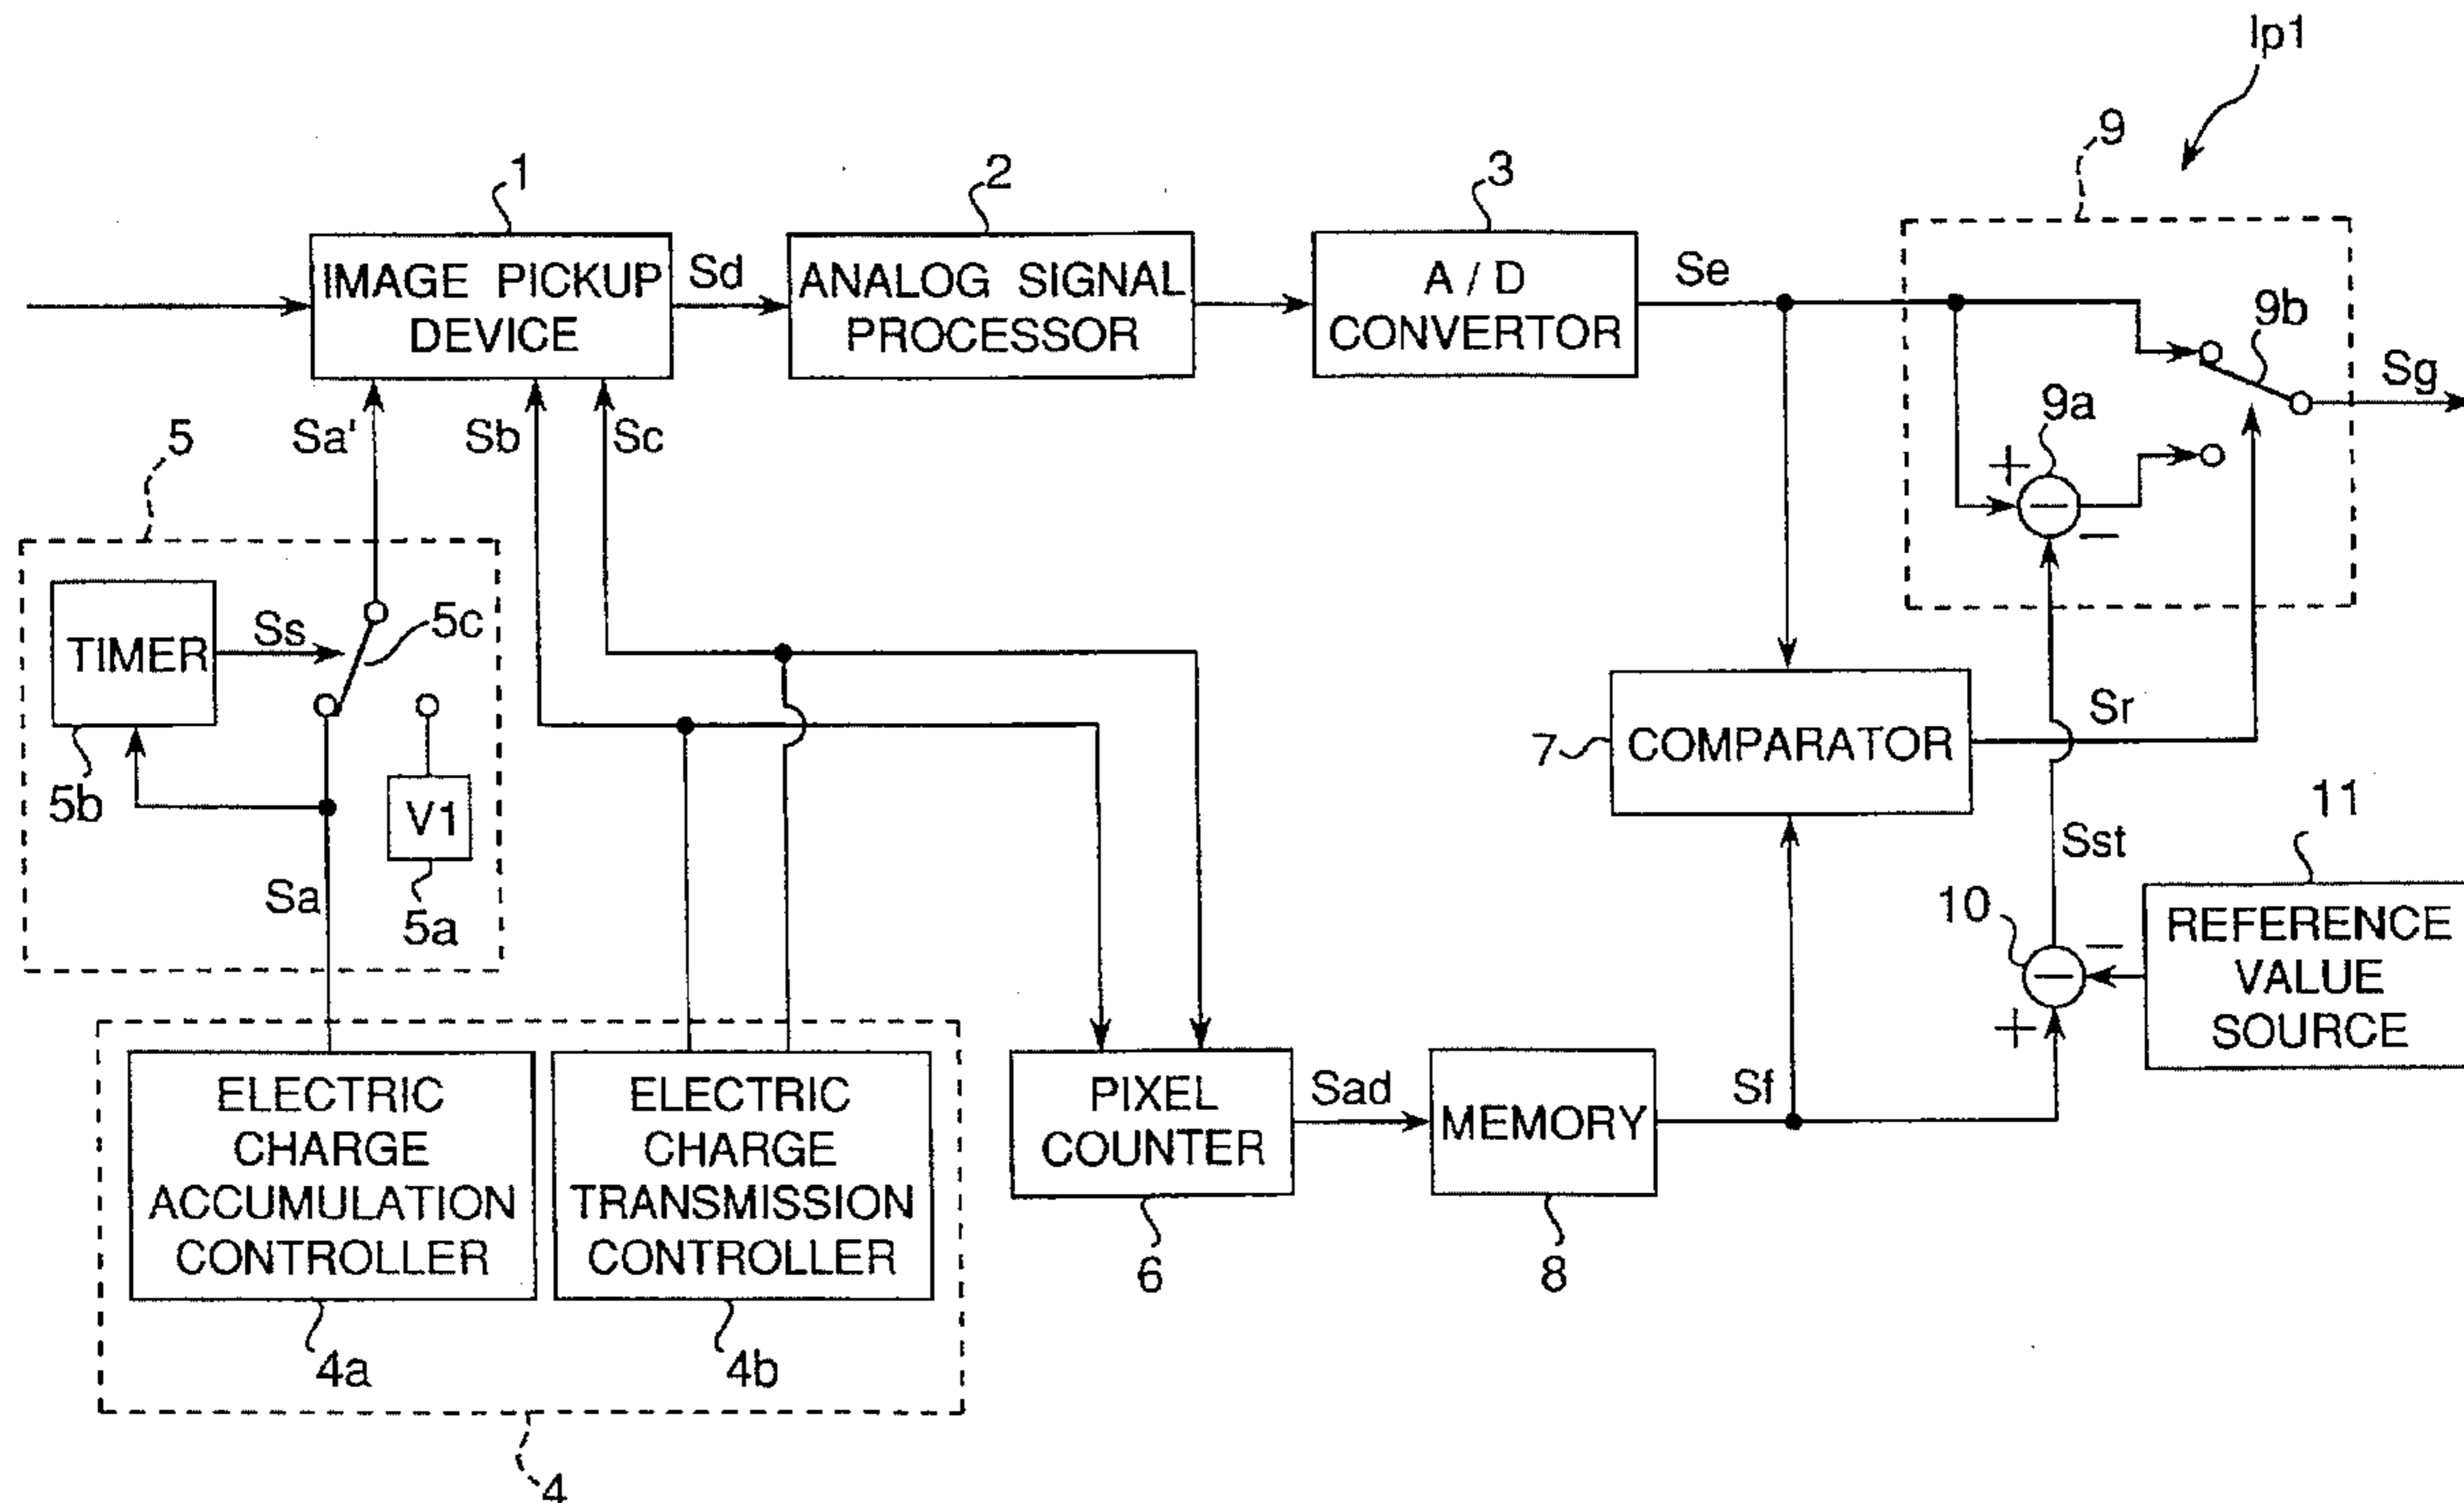 Ip1
9
1
2
3
IMAGE PICKUP
DEVICE
Sd
ANALOG SIGNAL
PROCESSOR
A / D
CONVERTOR
Se
9b
Sg
9a
+
−
−
5
Sa'
Sb
Sc
TIMER
Ss
5c
5b
V1
5a
Sa
7
COMPARATOR
Sr
Sst
11
10
−
−
+
REFERENCE
VALUE
SOURCE
ELECTRIC
CHARGE
ACCUMULATION
CONTROLLER
4a
ELECTRIC
CHARGE
TRANSMISSION
CONTROLLER
4b
4
PIXEL
COUNTER
6
Sad
MEMORY
8
Sf